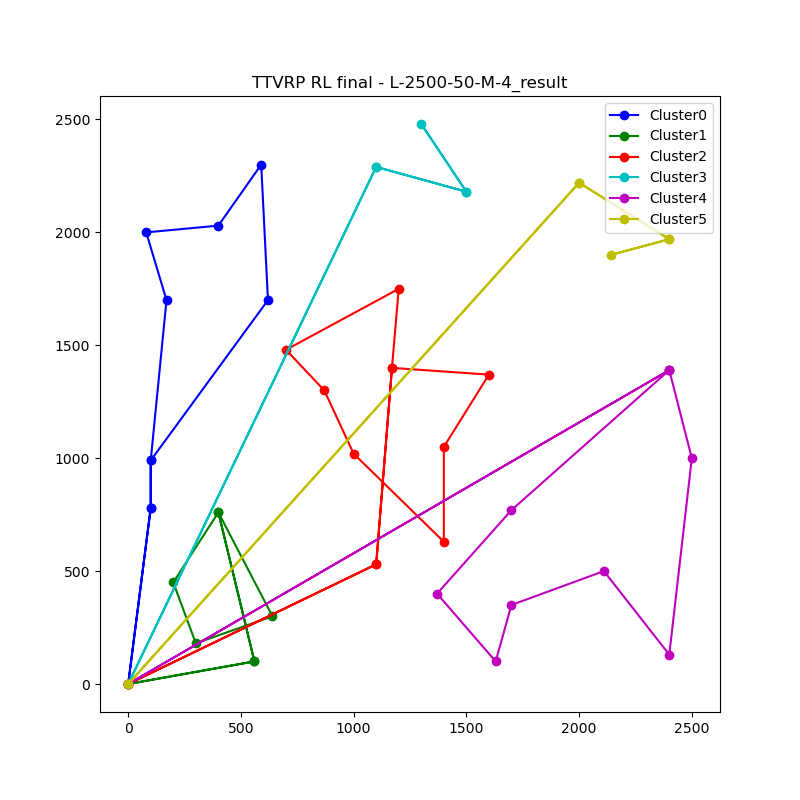 TTVRP RL final - L-2500-50-M-4_result
Cluster0
Cluster1
Cluster2
Cluster3
Cluster4
Cluster5
2500
2000
1500
1000
500
0
0 500 1000 1500 2000 2500